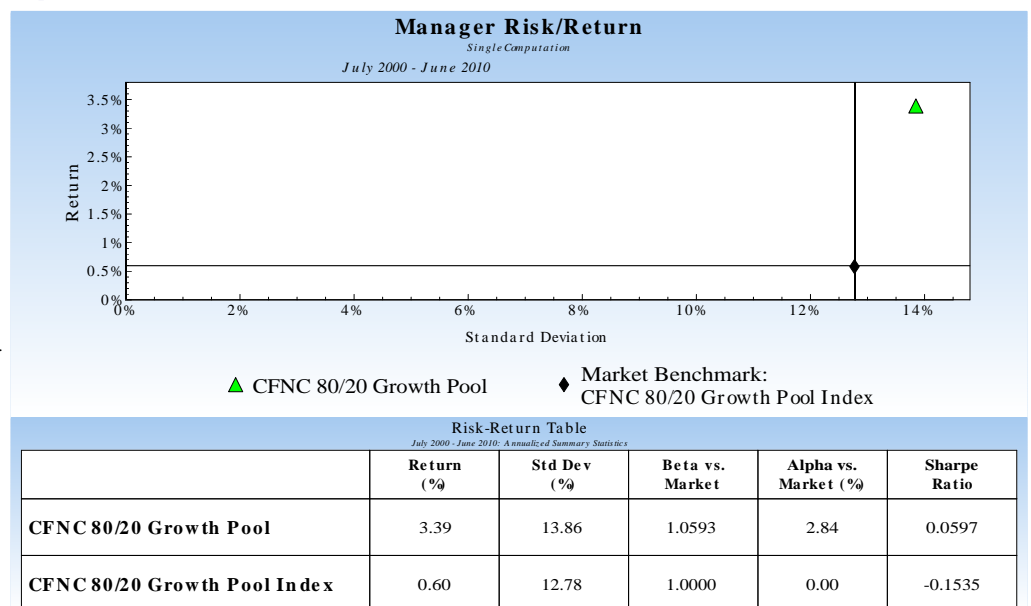 Manager Risk/Return
Single Computation
July 2000 - June 2010
3.5%
3%
2.5%
2%
1.5%
1%
0.5%
0%
Return
0% 2% 4% 6% 8% 10% 12% 14%
Standard Deviation
CFNC 80/20 Growth Pool
Market Benchmark:
CFNC 80/20 Growth Pool Index
Risk-Return Table
July 2000 - June 2010: Annualized Summary Statistics
Return (%) Std Dev (%) Beta vs. Market Alpha vs. Market (%) Sharpe Ratio
CFNC 80/20 Growth Pool 3.39 13.86 1.0593 2.84 0.0597
CFNC 80/20 Growth Pool Index 0.60 12.78 1.0000 0.00 -0.1535